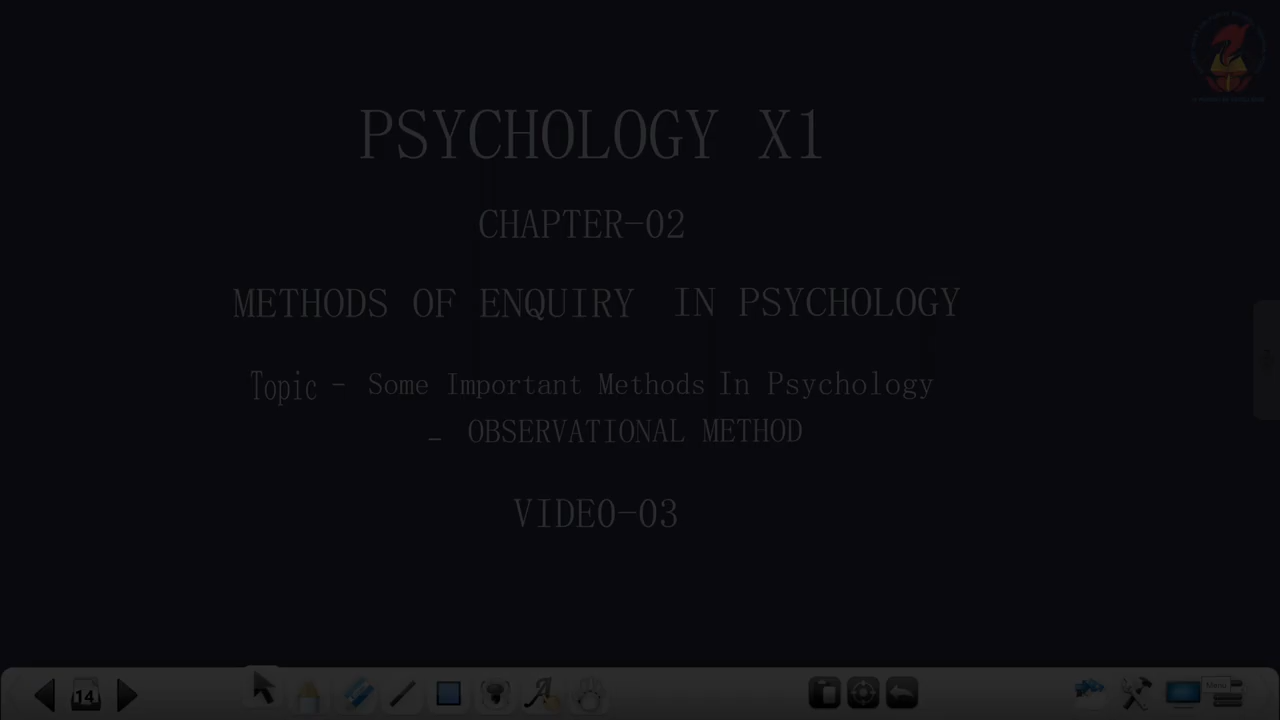 PSYCHOLOGY X1
CHAPTER-02
METHODS OF ENQUIRY IN PSYCHOLOGY
Topic - Some Important Methods In Psychology
- OBSERVATIONAL METHOD
VIDEO-03
14
Menu